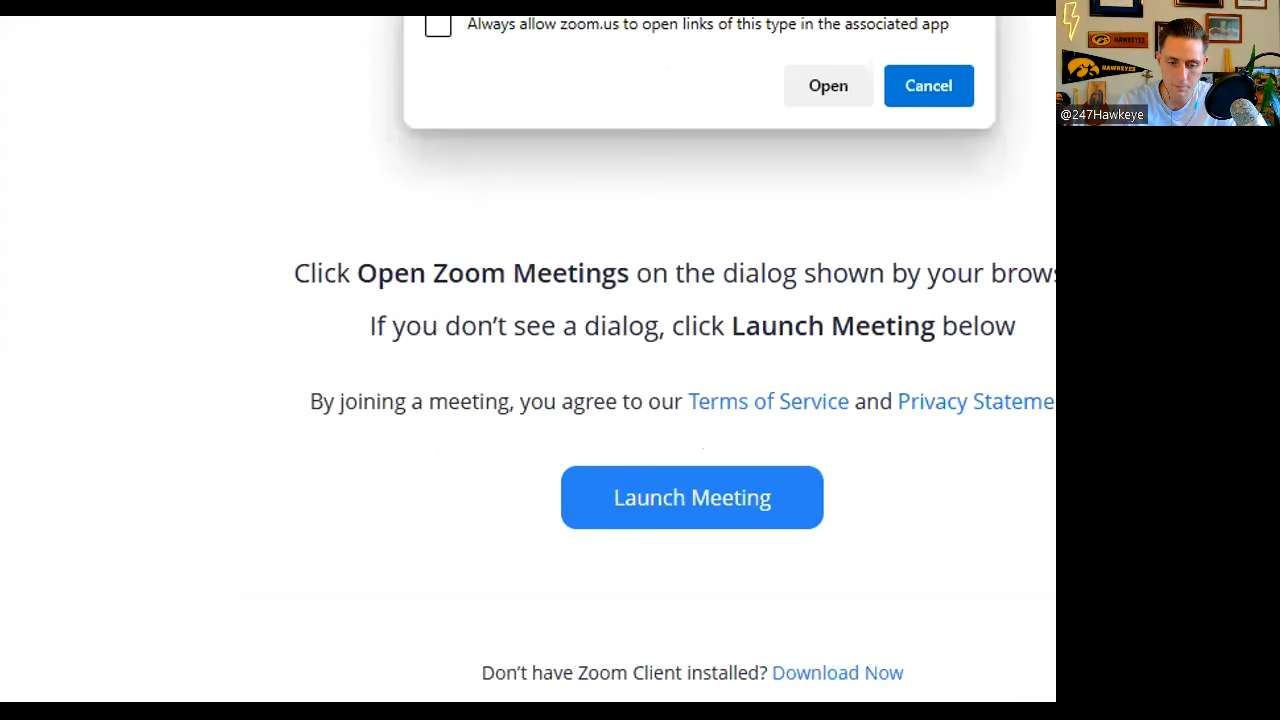 Always allow zoom.us to open links of this type in the associated app
Open
Cancel
Click Open Zoom Meetings on the dialog shown by your brows
If you don't see a dialog, click Launch Meeting below
By joining a meeting, you agree to our Terms of Service and Privacy Stateme
Launch Meeting
Don't have Zoom Client installed? Download Now
HAWKEYES
HAWKEYES
@247Hawkeye